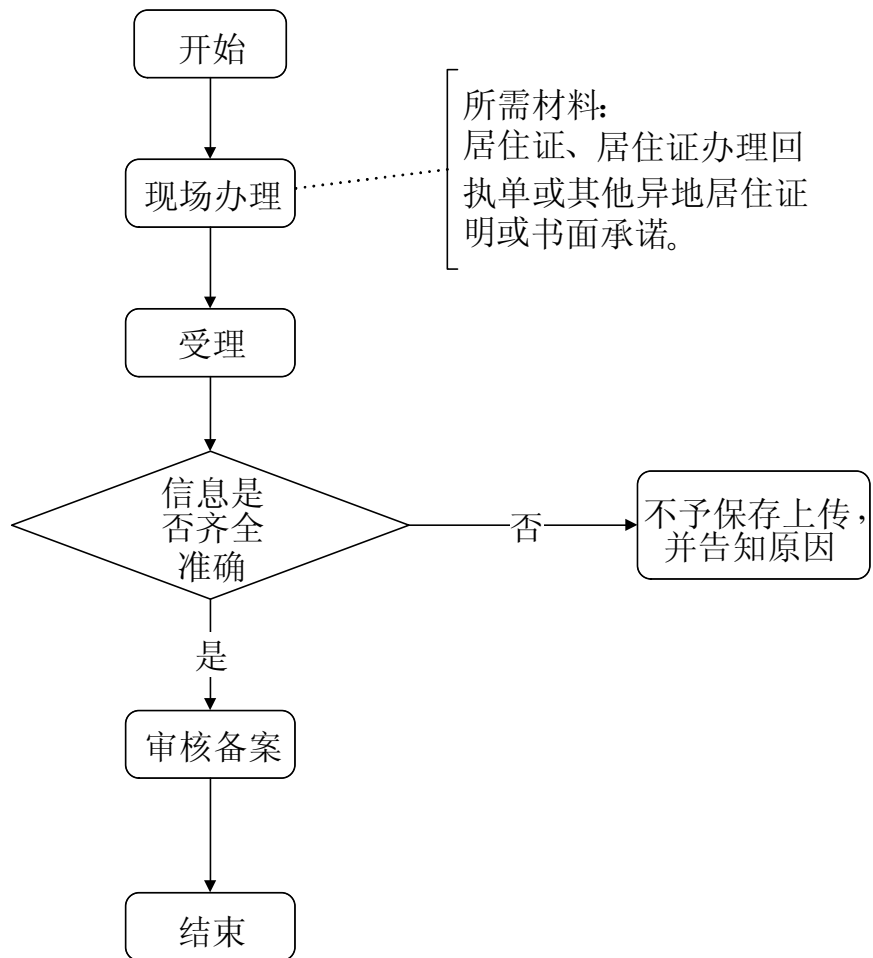 开始
所需材料:
居住证、居住证办理回
执单或其他异地居住证
明或书面承诺。
现场办理
受理
信息是
否齐全
准确
否
不予保存上传，
并告知原因
是
审核备案
结束